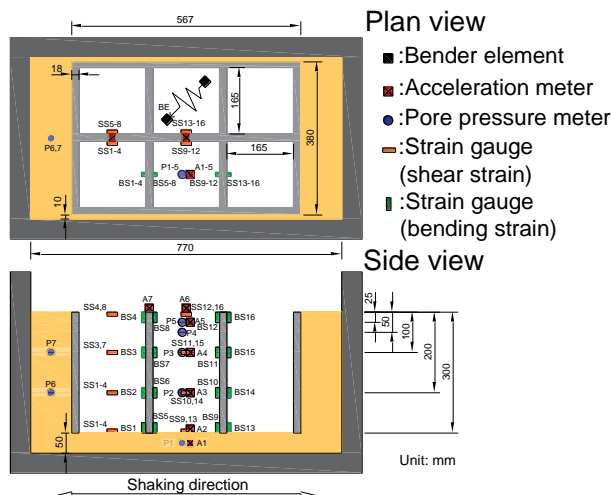 567
Plan view
18
BE
165
380
:Bender element
:Acceleration meter
:Pore pressure meter
:Strain gauge
(shear strain)
:Strain gauge
(bending strain)
SS5-8
SS13-16
P6,7
SS1-4
SS9-12
165
P1-5
A1-5
BS1-4
BS5-8
BS9-12
SS13-16
10
770
Side view
A7
A6
SS4,8
SS12,16
BS4
P5
A5
BS16
BS8
BS12
P4
25
50
100
200
300
P7
SS3,7
SS11,15
BS3
P3
A4
BS15
BS7
BS11
P6
SS1-4
BS6
BS10
BS2
P2
A3
BS14
SS10,14
SS1-4
BS5
SS9,13
BS9
BS1
A2
BS13
50
P1
A1
Unit: mm
Shaking direction